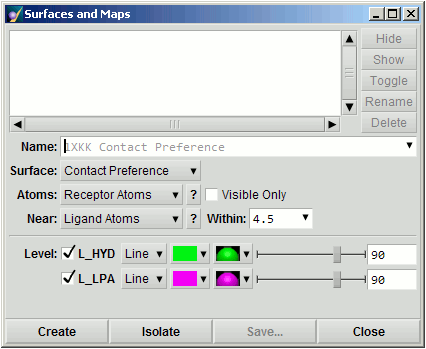 Surfaces and Maps
Hide
Show
Toggle
Rename
Delete
Name: 1XKK Contact Preference
Surface: Contact Preference
Atoms: Receptor Atoms ? Visible Only
Near: Ligand Atoms ? Within: 4.5
Level: L_HYD Line 90
L_LPA Line 90
Create Isolate Save... Close